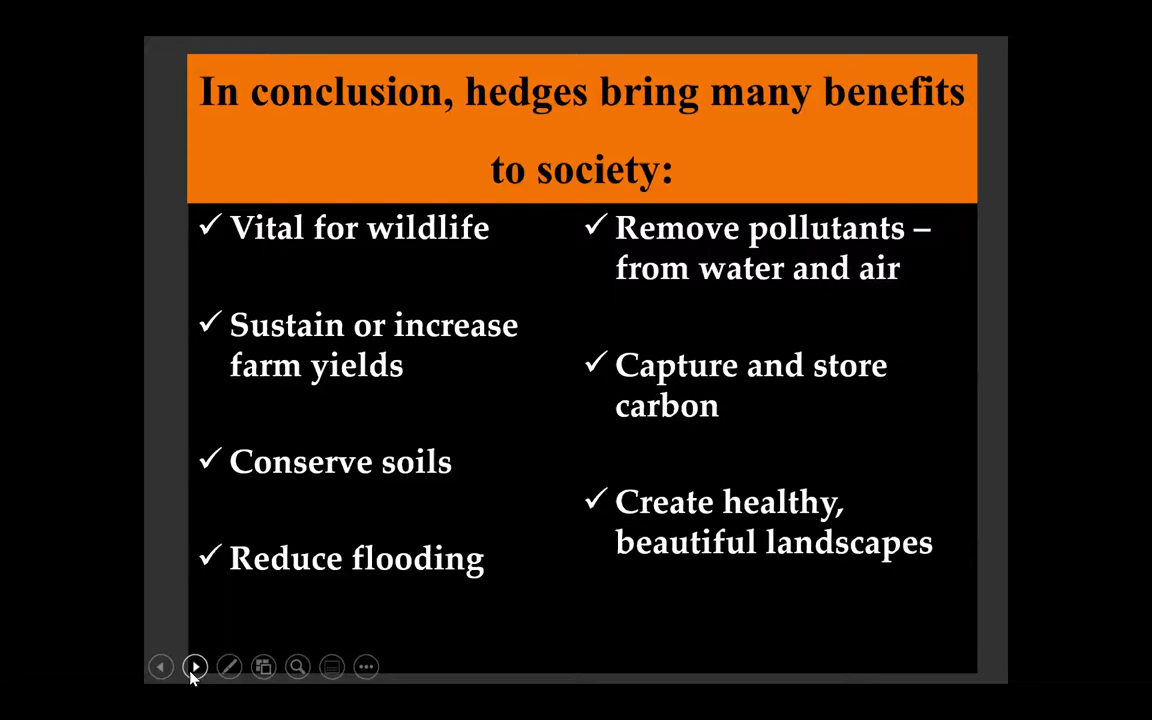 In conclusion, hedges bring many benefits
to society:
✓ Vital for wildlife
✓ Sustain or increase
farm yields
✓ Conserve soils
✓ Reduce flooding
✓ Remove pollutants –
from water and air
✓ Capture and store
carbon
✓ Create healthy,
beautiful landscapes